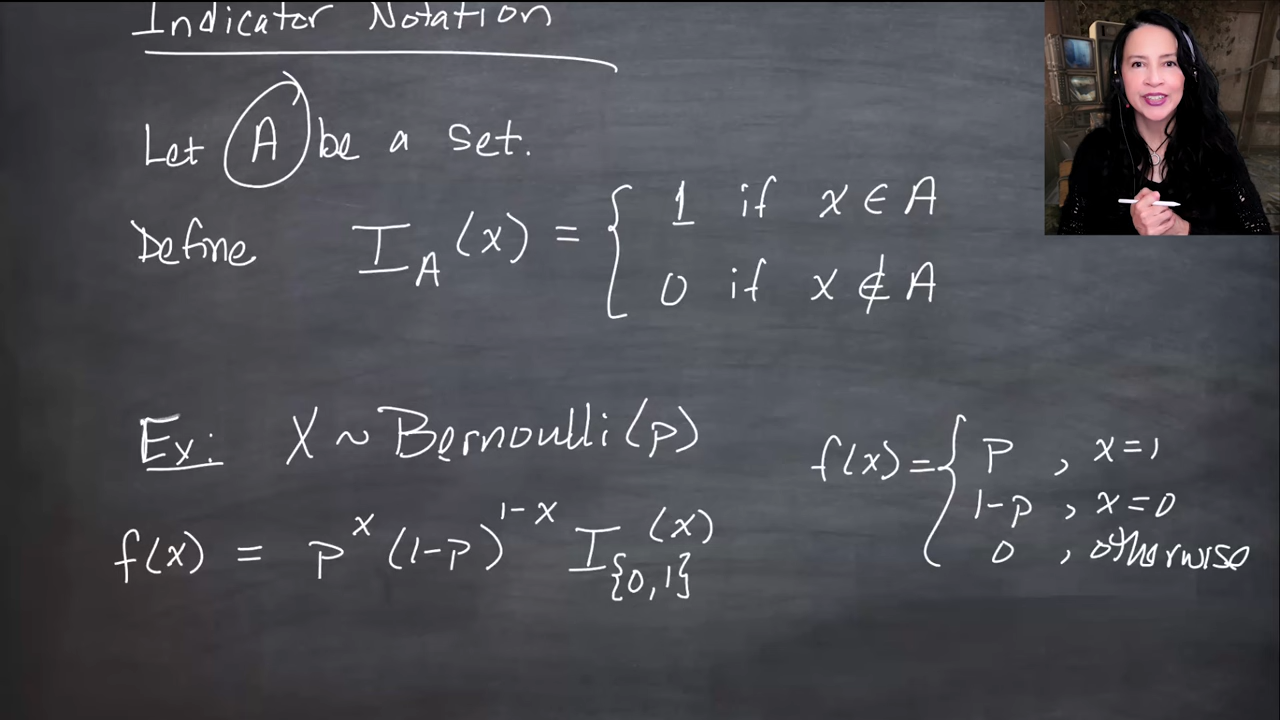 Indicator Notation
Let A be a set.
Define I_A(x) = { 1 if x ∈ A
0 if x ∉ A
Ex: X ~ Bernoulli(p)
f(x) = p^x (1-p)^{1-x} I_{{0,1}}(x)
f(x) = { p , x=1
1-p , x=0
0 , otherwise